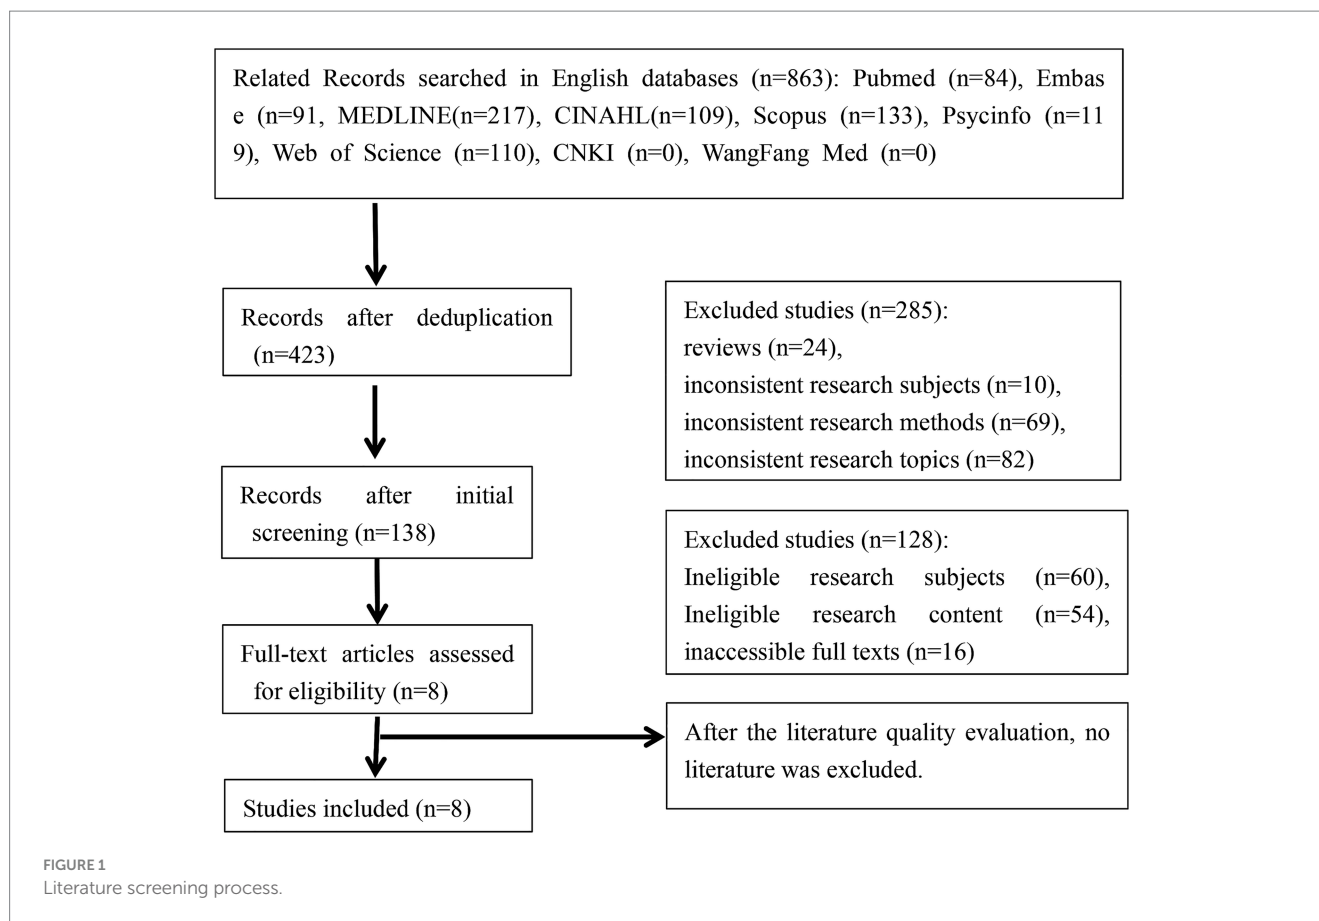 Related Records searched in English databases (n=863): Pubmed (n=84), Embas
e (n=91, MEDLINE(n=217), CINAHL(n=109), Scopus (n=133), Psycinfo (n=11
9), Web of Science (n=110), CNKI (n=0), WangFang Med (n=0)
Records after deduplication
(n=423)
Excluded studies (n=285):
reviews (n=24),
inconsistent research subjects (n=10),
inconsistent research methods (n=69),
inconsistent research topics (n=82)
Records after initial
screening (n=138)
Excluded studies (n=128):
Ineligible research subjects (n=60),
Ineligible research content (n=54),
inaccessible full texts (n=16)
Full-text articles assessed
for eligibility (n=8)
After the literature quality evaluation, no
literature was excluded.
Studies included (n=8)
FIGURE 1
Literature screening process.